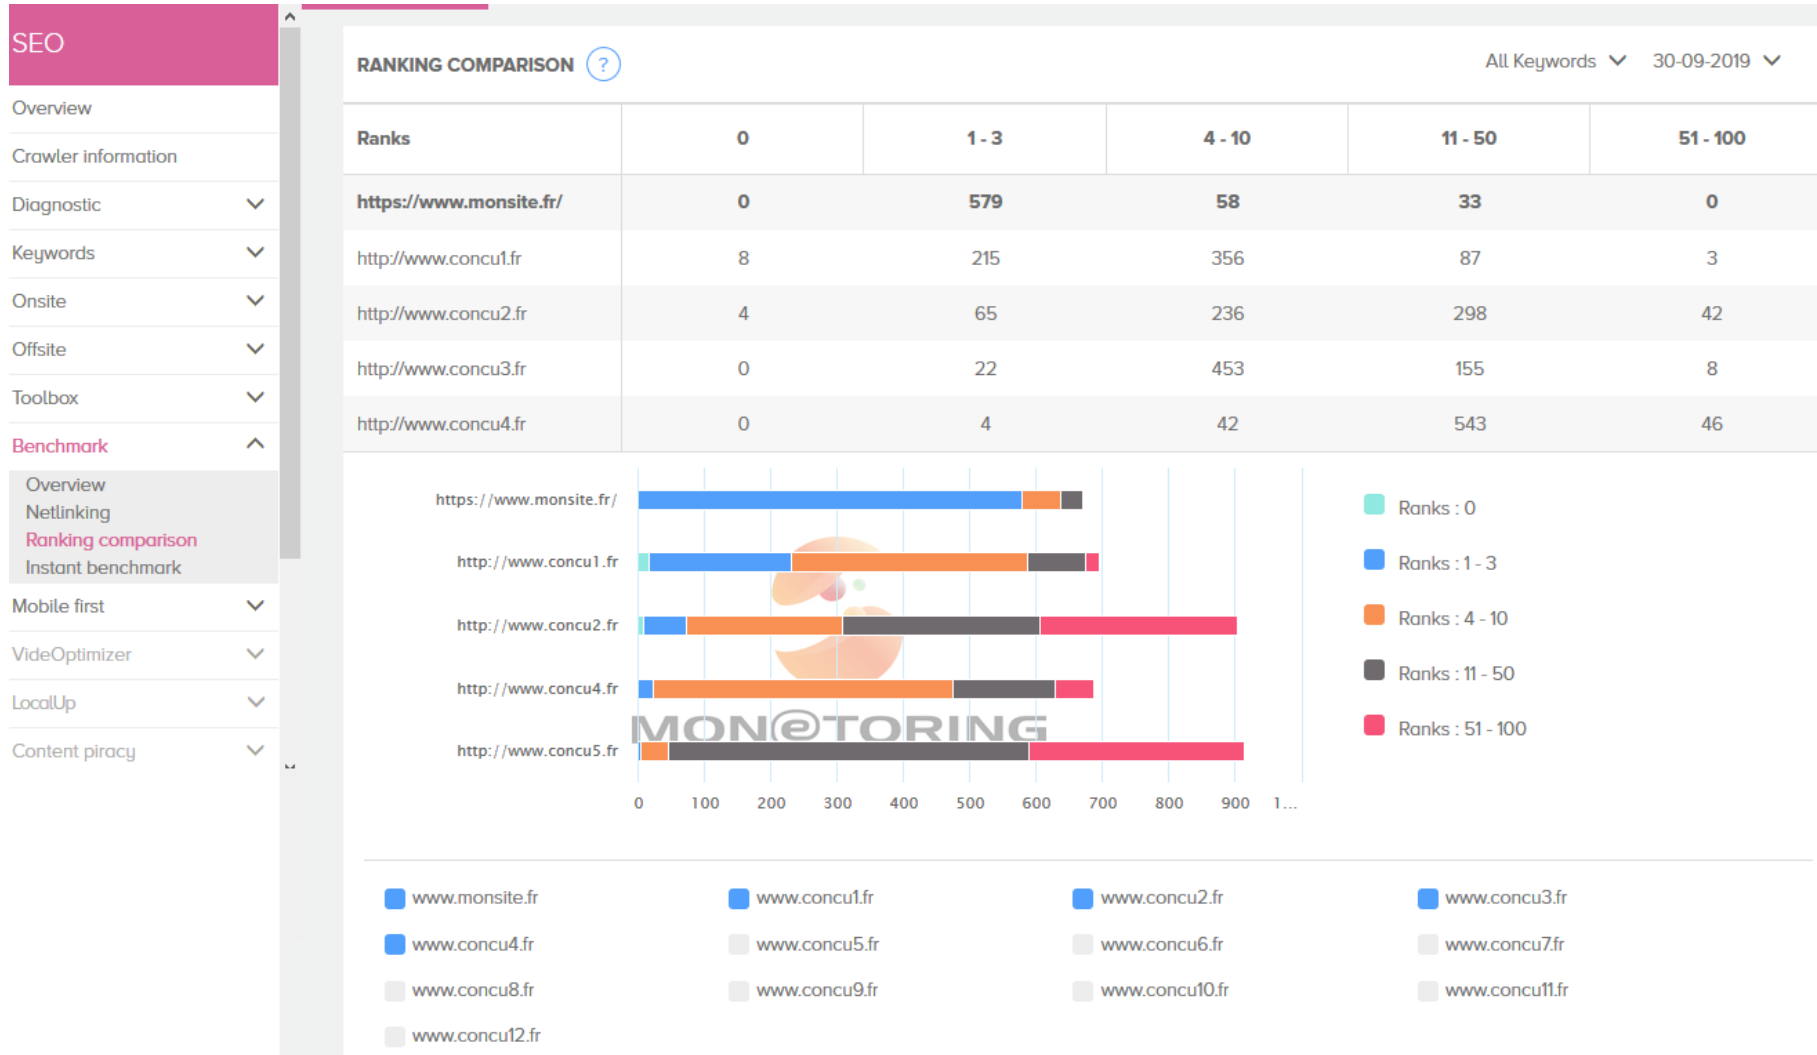 SEO
Overview
Crawler information
Diagnostic
Keywords
Onsite
Offsite
Toolbox
Benchmark
Overview
Netlinking
Ranking comparison
Instant benchmark
Mobile first
VideOptimizer
LocalUp
Content piracy
RANKING COMPARISON ?
All Keywords 30-09-2019
Ranks 0 1 - 3 4 - 10 11 - 50 51 - 100
https://www.monsite.fr/ 0 579 58 33 0
http://www.concu1.fr 8 215 356 87 3
http://www.concu2.fr 4 65 236 298 42
http://www.concu3.fr 0 22 453 155 8
http://www.concu4.fr 0 4 42 543 46
https://www.monsite.fr/
http://www.concu1.fr
http://www.concu2.fr
http://www.concu4.fr
MON@TORING
http://www.concu5.fr
0 100 200 300 400 500 600 700 800 900 1...
Ranks : 0
Ranks : 1 - 3
Ranks : 4 - 10
Ranks : 11 - 50
Ranks : 51 - 100
www.monsite.fr www.concu1.fr www.concu2.fr www.concu3.fr
www.concu4.fr www.concu5.fr www.concu6.fr www.concu7.fr
www.concu8.fr www.concu9.fr www.concu10.fr www.concu11.fr
www.concu12.fr